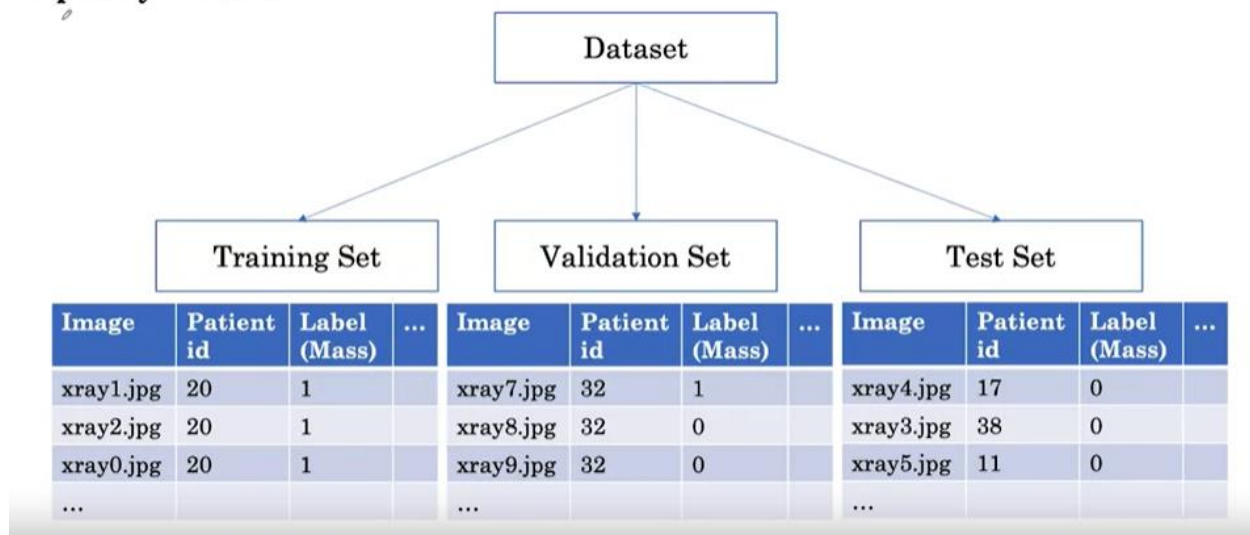 Dataset
Training Set
Validation Set
Test Set
Image Patient id Label (Mass) ...
xray1.jpg 20 1
xray2.jpg 20 1
xray0.jpg 20 1
...
Image Patient id Label (Mass) ...
xray7.jpg 32 1
xray8.jpg 32 0
xray9.jpg 32 0
...
Image Patient id Label (Mass) ...
xray4.jpg 17 0
xray3.jpg 38 0
xray5.jpg 11 0
...